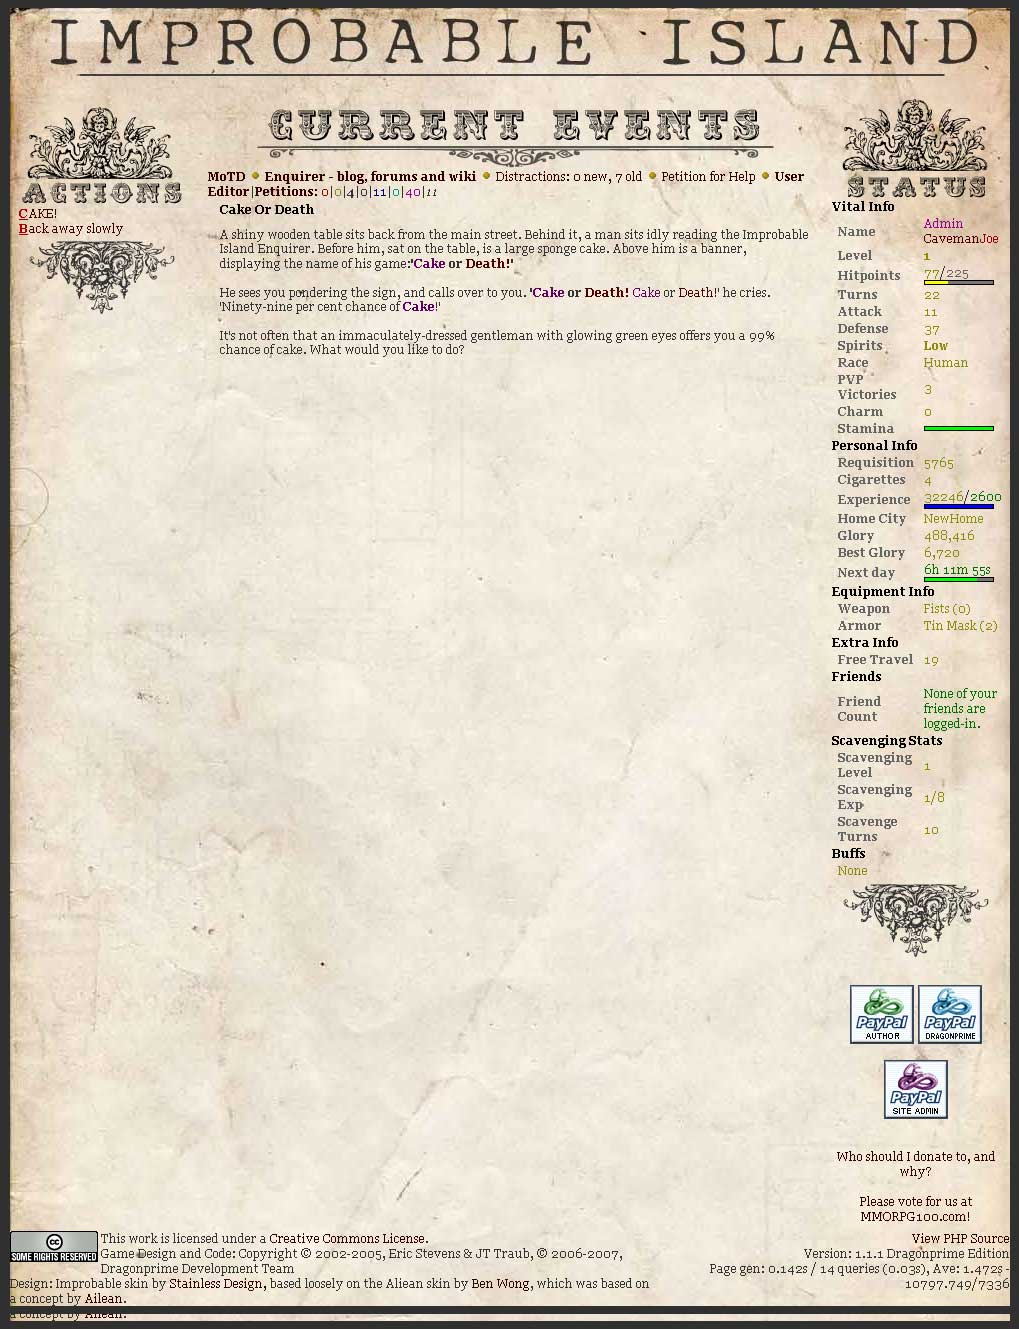 IMPROBABLE ISLAND
CURRENT EVENTS
ACTIONS
CAKE!
Back away slowly
MoTD Enquirer - blog, forums and wiki Distractions: 0 new, 7 old Petition for Help User
Editor|Petitions: 0|0|4|0|11|0|40|11
Cake Or Death
A shiny wooden table sits back from the main street. Behind it, a man sits idly reading the Improbable
Island Enquirer. Before him, sat on the table, is a large sponge cake. Above him is a banner,
displaying the name of his game:'Cake or Death!'
He sees you pondering the sign, and calls over to you. 'Cake or Death! Cake or Death!' he cries.
'Ninety-nine per cent chance of Cake!'
It's not often that an immaculately-dressed gentleman with glowing green eyes offers you a 99%
chance of cake. What would you like to do?
STATUS
Vital Info
Name Admin
CavemanJoe
Level 1
Hitpoints 77/225
Turns 22
Attack 11
Defense 37
Spirits Low
Race Human
PVP
Victories 3
Charm 0
Stamina
Personal Info
Requisition 5765
Cigarettes 4
Experience 32246/2600
Home City NewHome
Glory 488,416
Best Glory 6,720
Next day 6h 11m 55s
Equipment Info
Weapon Fists (0)
Armor Tin Mask (2)
Extra Info
Free Travel 19
Friends
Friend
Count None of your
friends are
logged-in.
Scavenging Stats
Scavenging
Level 1
Scavenging
Exp 1/8
Scavenge
Turns 10
Buffs
None
PayPal
AUTHOR
PayPal
DRAGONPRIME
PayPal
SITE ADMIN
Who should I donate to, and
why?
Please vote for us at
MMORPG100.com!
cc
SOME RIGHTS RESERVED
This work is licensed under a Creative Commons License.
Game Design and Code: Copyright © 2002-2005, Eric Stevens & JT Traub, © 2006-2007,
Dragonprime Development Team
Design: Improbable skin by Stainless Design, based loosely on the Aliean skin by Ben Wong, which was based on
a concept by Ailean.
View PHP Source
Version: 1.1.1 Dragonprime Edition
Page gen: 0.142s / 14 queries (0.03s), Ave: 1.472s -
10797.749/7336
a concept by Ailean.